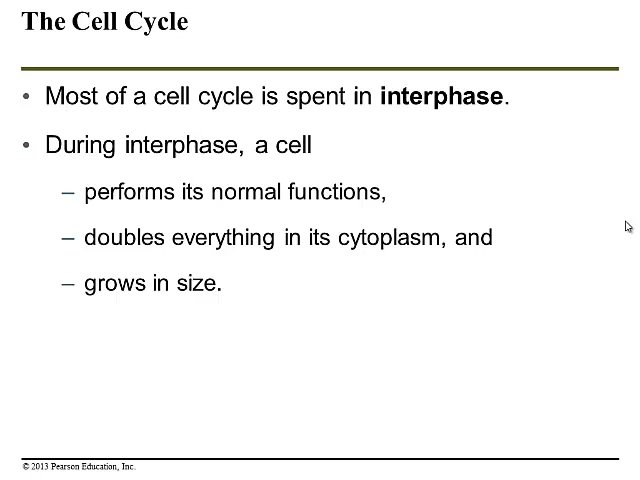 The Cell Cycle
• Most of a cell cycle is spent in interphase.
• During interphase, a cell
– performs its normal functions,
– doubles everything in its cytoplasm, and
– grows in size.
© 2013 Pearson Education, Inc.